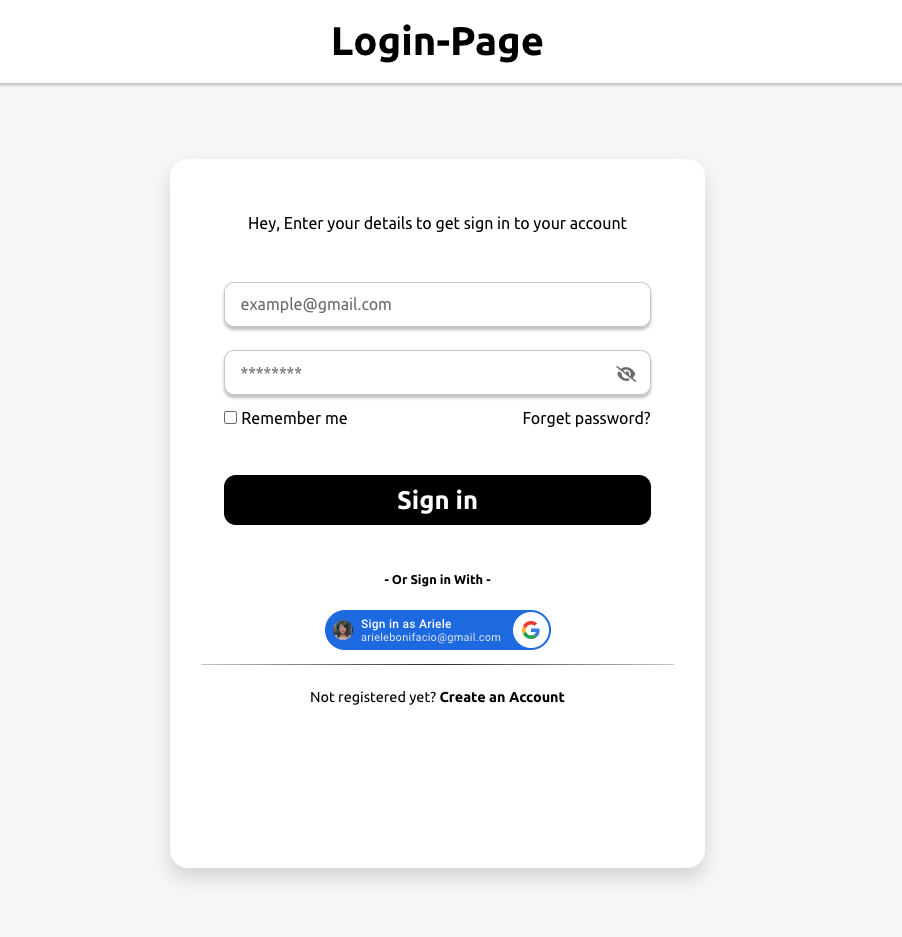 Login-Page
Hey, Enter your details to get sign in to your account
example@gmail.com
********
Remember me
Forget password?
Sign in
- Or Sign in With -
Sign in as Ariele
arielebonifacio@gmail.com
Not registered yet? Create an Account